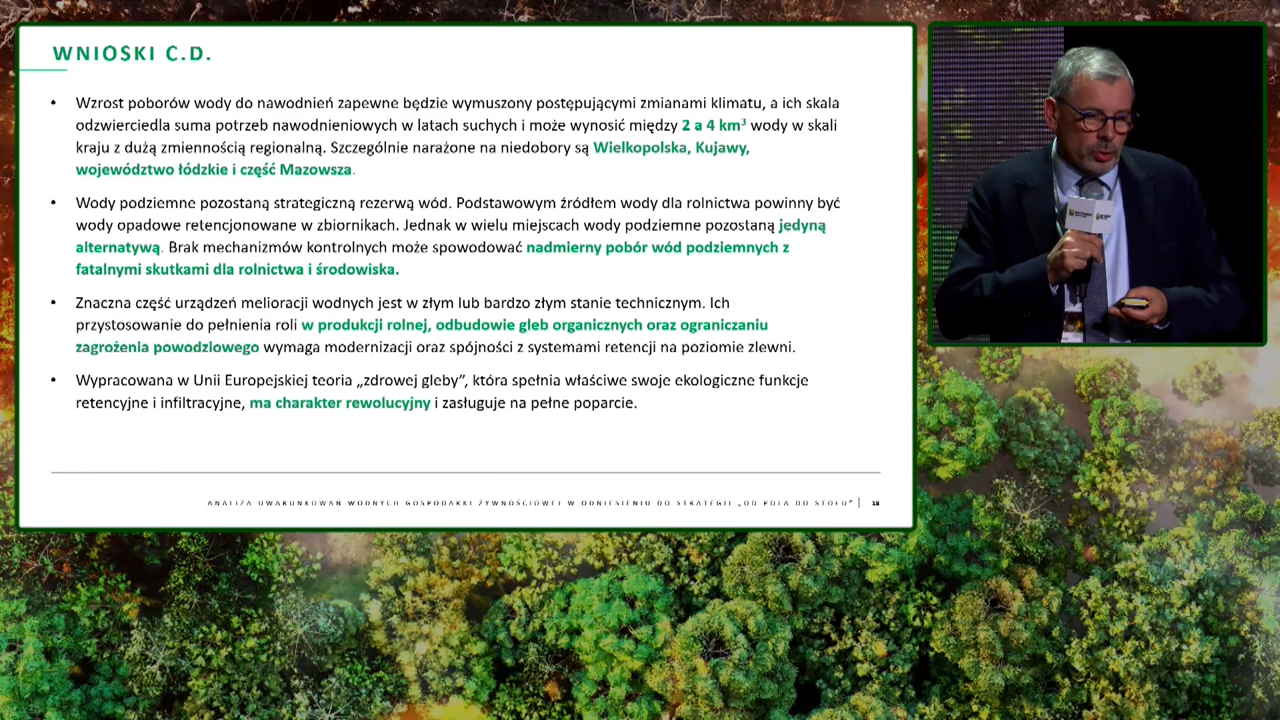 WNIOSKI C.D.
• Wzrost poborów wody do nawodnień zapewne będzie wymuszony postępującymi zmianami klimatu, a ich skala
odzwierciedla suma potrzeb nawodnieniowych w latach suchych i może wynosić między 2 a 4 km³ wody w skali
kraju z dużą zmiennością regionalną. Szczególnie narażone na niedobory są Wielkopolska, Kujawy,
województwo łódzkie i część Mazowsza.
• Wody podziemne pozostaną strategiczną rezerwą wód. Podstawowym źródłem wody dla rolnictwa powinny być
wody opadowe retencjonowane w zbiornikach. Jednak w wielu miejscach wody podziemne pozostaną jedyną
alternatywą. Brak mechanizmów kontrolnych może spowodować nadmierny pobór wód podziemnych z
fatalnymi skutkami dla rolnictwa i środowiska.
• Znaczna część urządzeń melioracji wodnych jest w złym lub bardzo złym stanie technicznym. Ich
przystosowanie do pełnienia roli w produkcji rolnej, odbudowie gleb organicznych oraz ograniczaniu
zagrożenia powodziowego wymaga modernizacji oraz spójności z systemami retencji na poziomie zlewni.
• Wypracowana w Unii Europejskiej teoria „zdrowej gleby”, która spełnia właściwe swoje ekologiczne funkcje
retencyjne i infiltracyjne, ma charakter rewolucyjny i zasługuje na pełne poparcie.
ANALIZA UWARUNKOWAŃ WODNYCH GOSPODARKI ŻYWNOŚCIOWEJ W ODNIESIENIU DO STRATEGII „OD POLA DO STOŁU” | 18